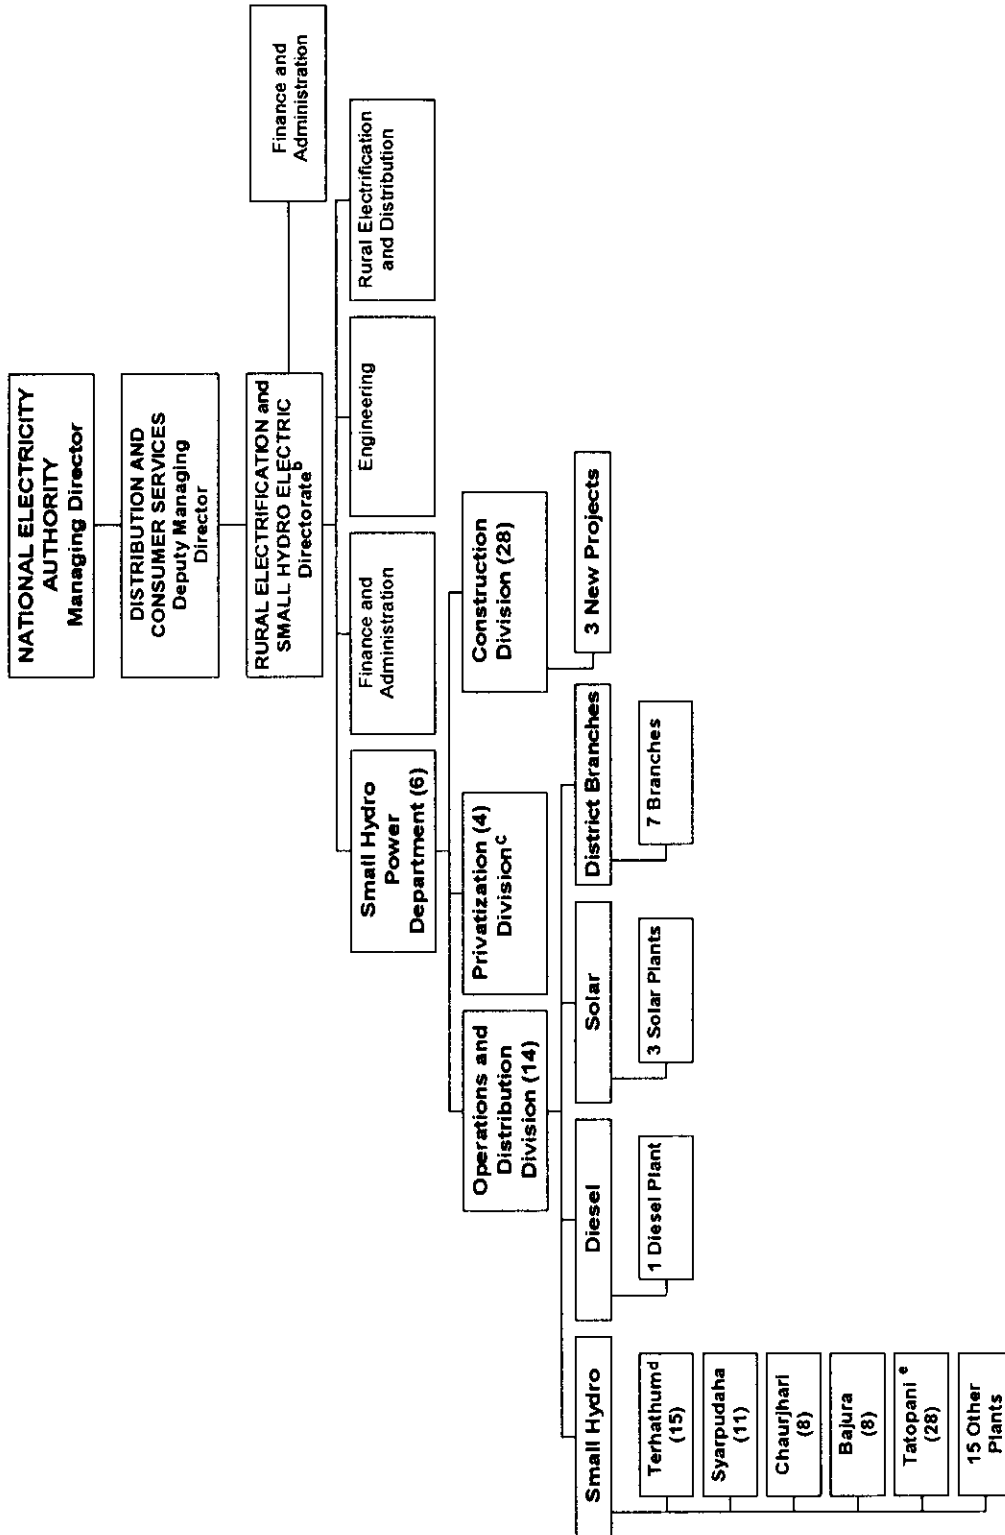 NATIONAL ELECTRICITY
AUTHORITY
Managing Director
DISTRIBUTION AND
CONSUMER SERVICES
Deputy Managing
Director
RURAL ELECTRIFICATION and
SMALL HYDRO ELECTRIC
Directorate b
Finance and
Administration
Small Hydro
Power
Department (6)
Finance and
Administration
Engineering
Rural Electrification
and Distribution
Operations and
Distribution
Division (14)
Privatization (4)
Division c
Construction
Division (28)
Small Hydro
Diesel
Solar
District Branches
3 New Projects
Terhathum d
(15)
Syarpudaha
(11)
Chaurjhari
(8)
Bajura
(8)
Tatopani e
(28)
15 Other
Plants
1 Diesel Plant
3 Solar Plants
7 Branches